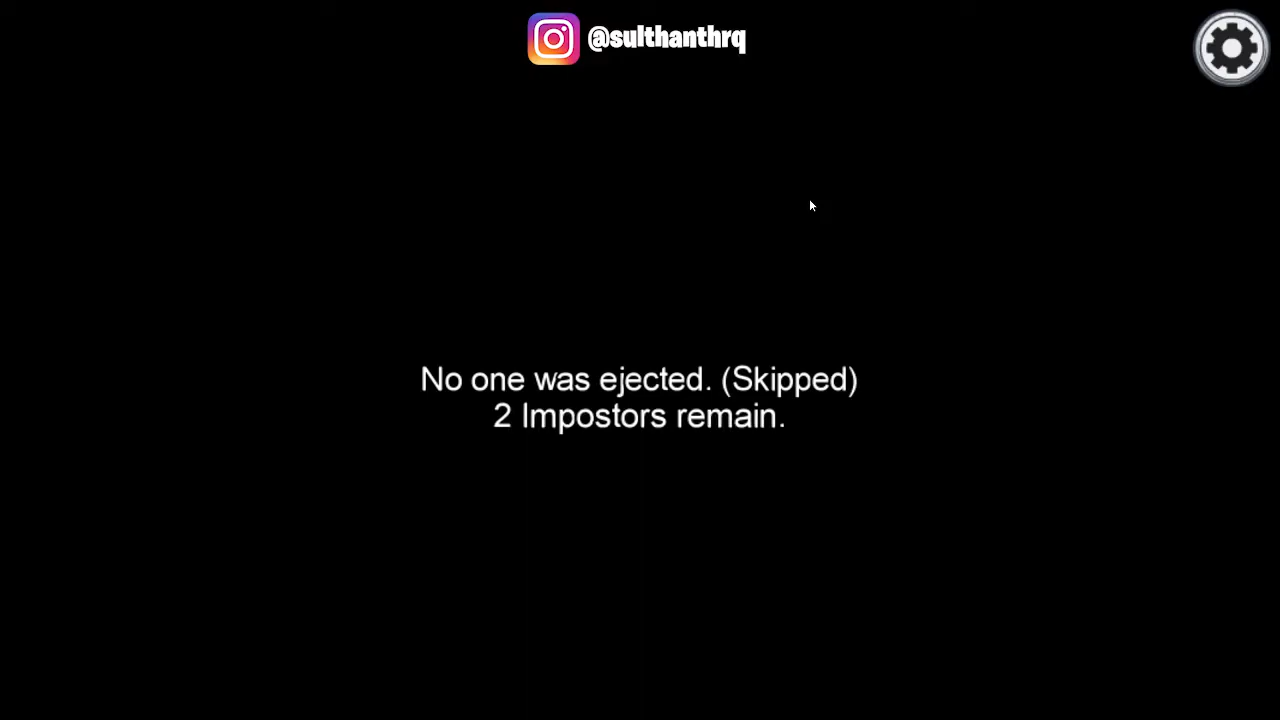 @sulthanthrq
No one was ejected. (Skipped)
2 Impostors remain.